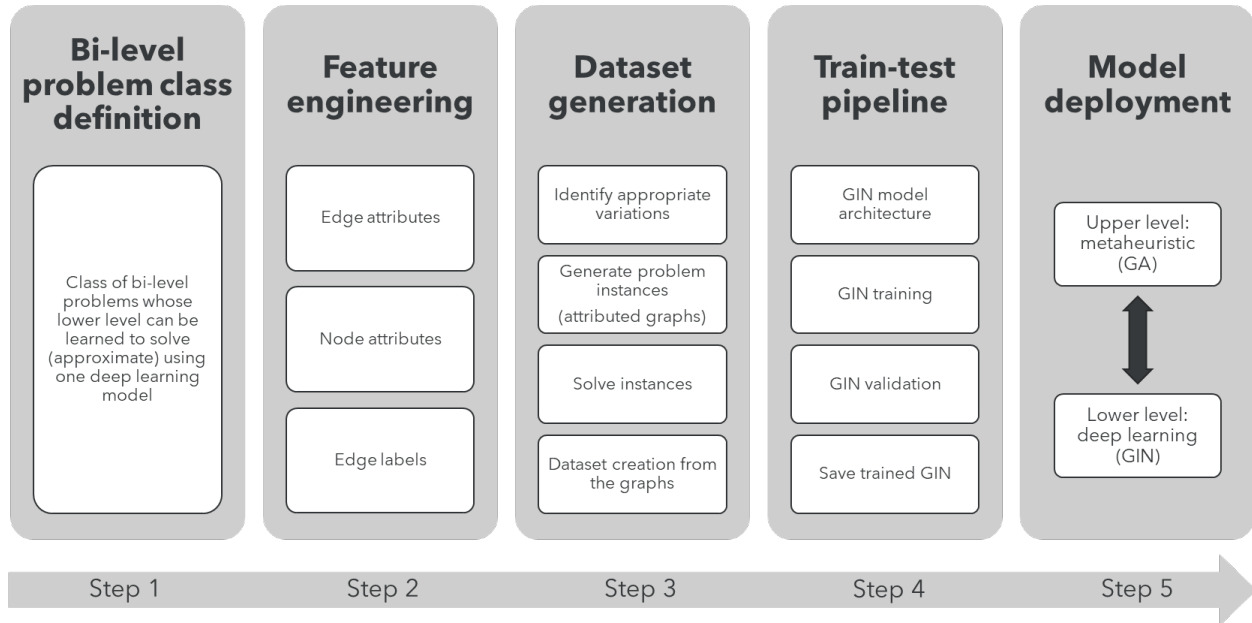 Bi-level
problem class
definition
Class of bi-level
problems whose
lower level can be
learned to solve
(approximate) using
one deep learning
model
Feature
engineering
Edge attributes
Node attributes
Edge labels
Dataset
generation
Identify appropriate
variations
Generate problem
instances
(attributed graphs)
Solve instances
Dataset creation from
the graphs
Train-test
pipeline
GIN model
architecture
GIN training
GIN validation
Save trained GIN
Model
deployment
Upper level:
metaheuristic
(GA)
Lower level:
deep learning
(GIN)
Step 1
Step 2
Step 3
Step 4
Step 5